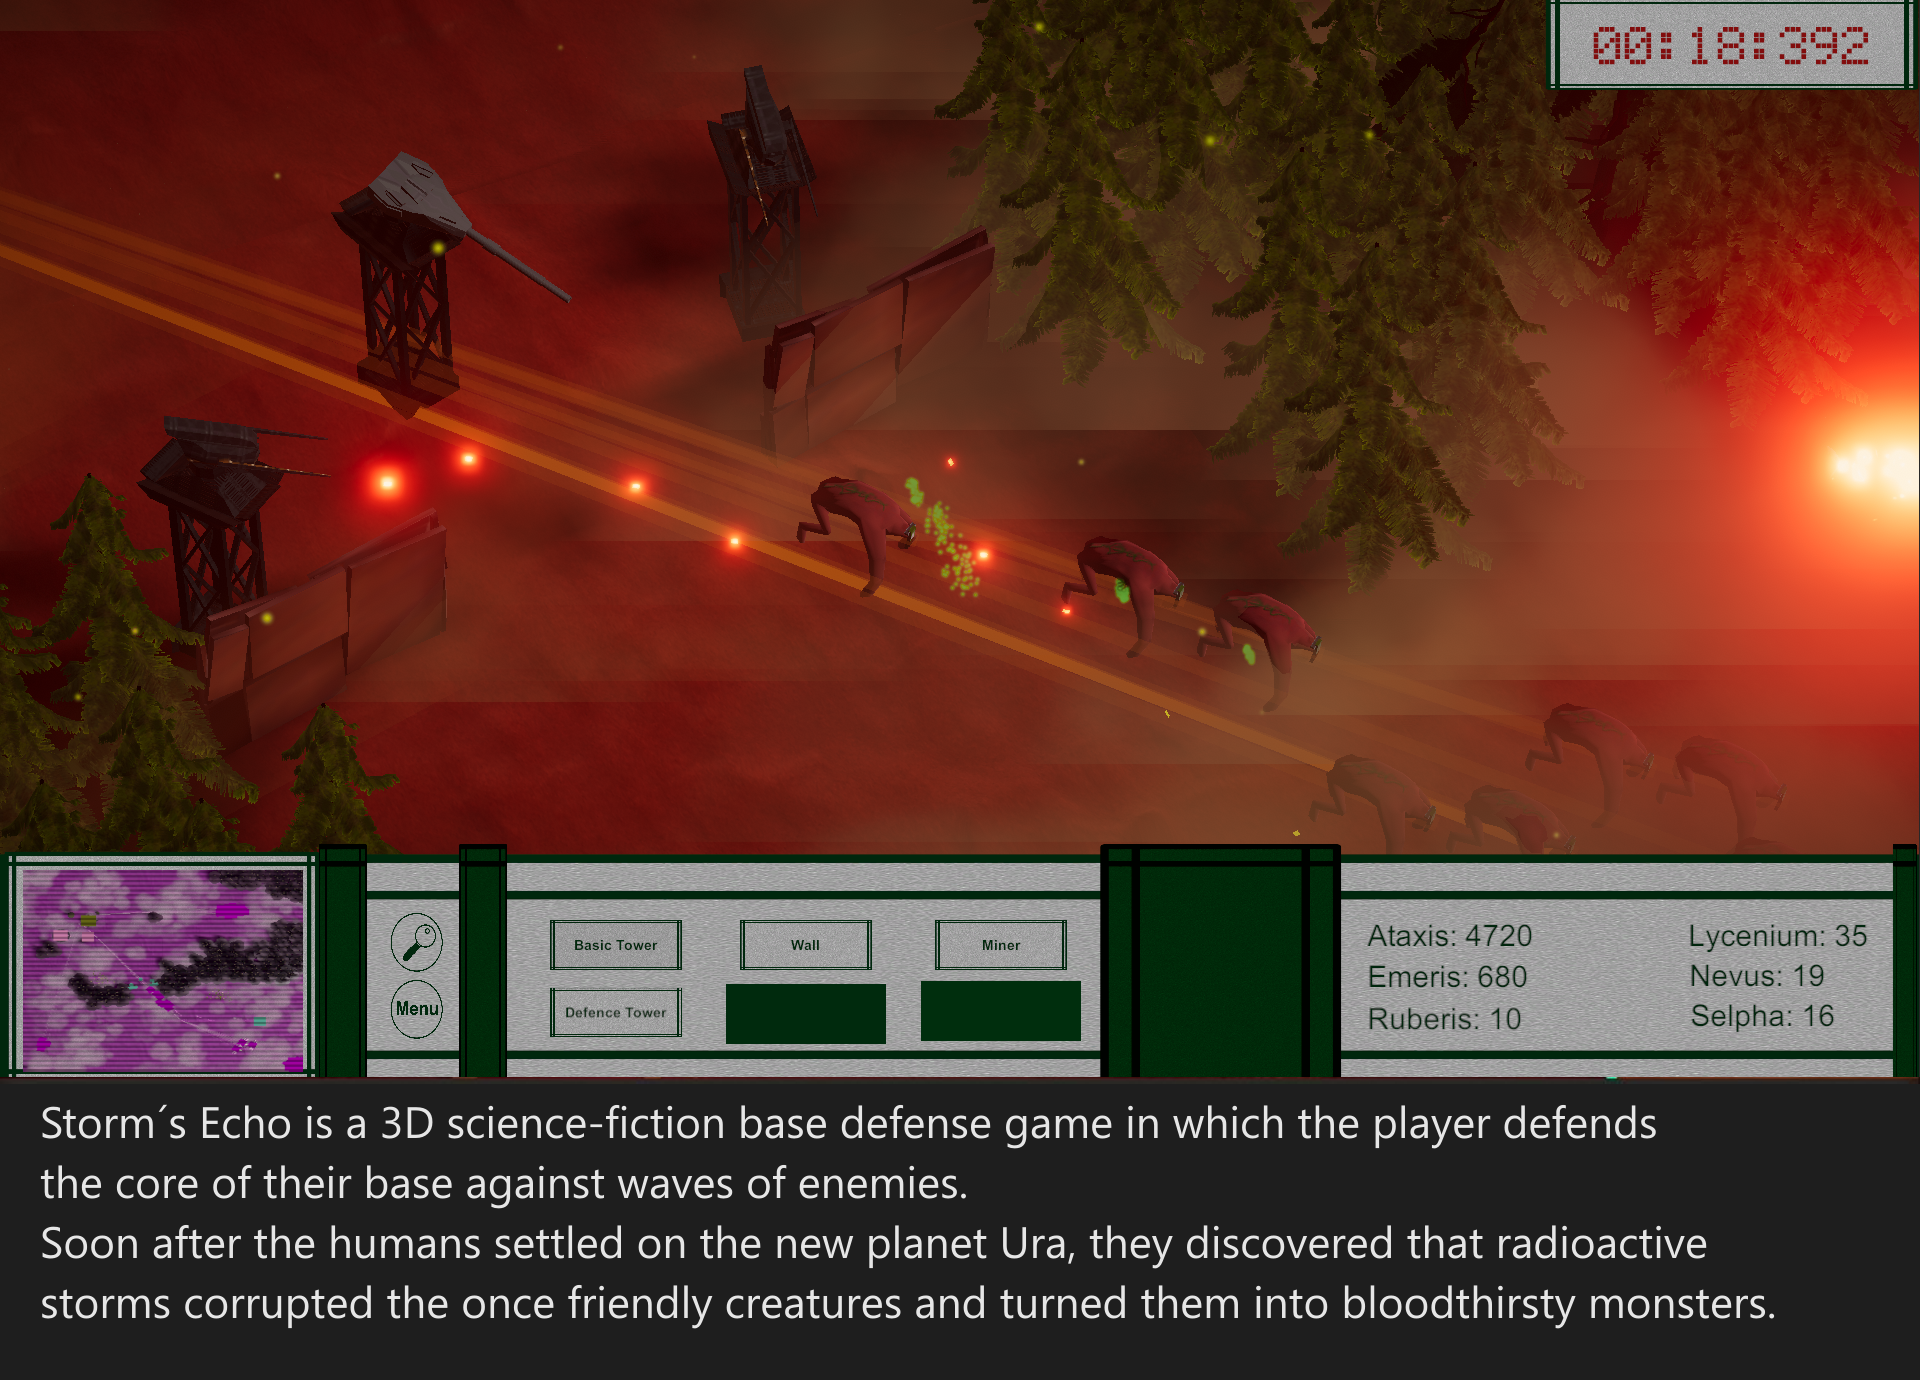 00:18:392
Basic Tower
Wall
Miner
Menu
Defence Tower
Ataxis: 4720
Emeris: 680
Ruberis: 10
Lycenium: 35
Nevus: 19
Selpha: 16
Storm´s Echo is a 3D science-fiction base defense game in which the player defends
the core of their base against waves of enemies.
Soon after the humans settled on the new planet Ura, they discovered that radioactive
storms corrupted the once friendly creatures and turned them into bloodthirsty monsters.